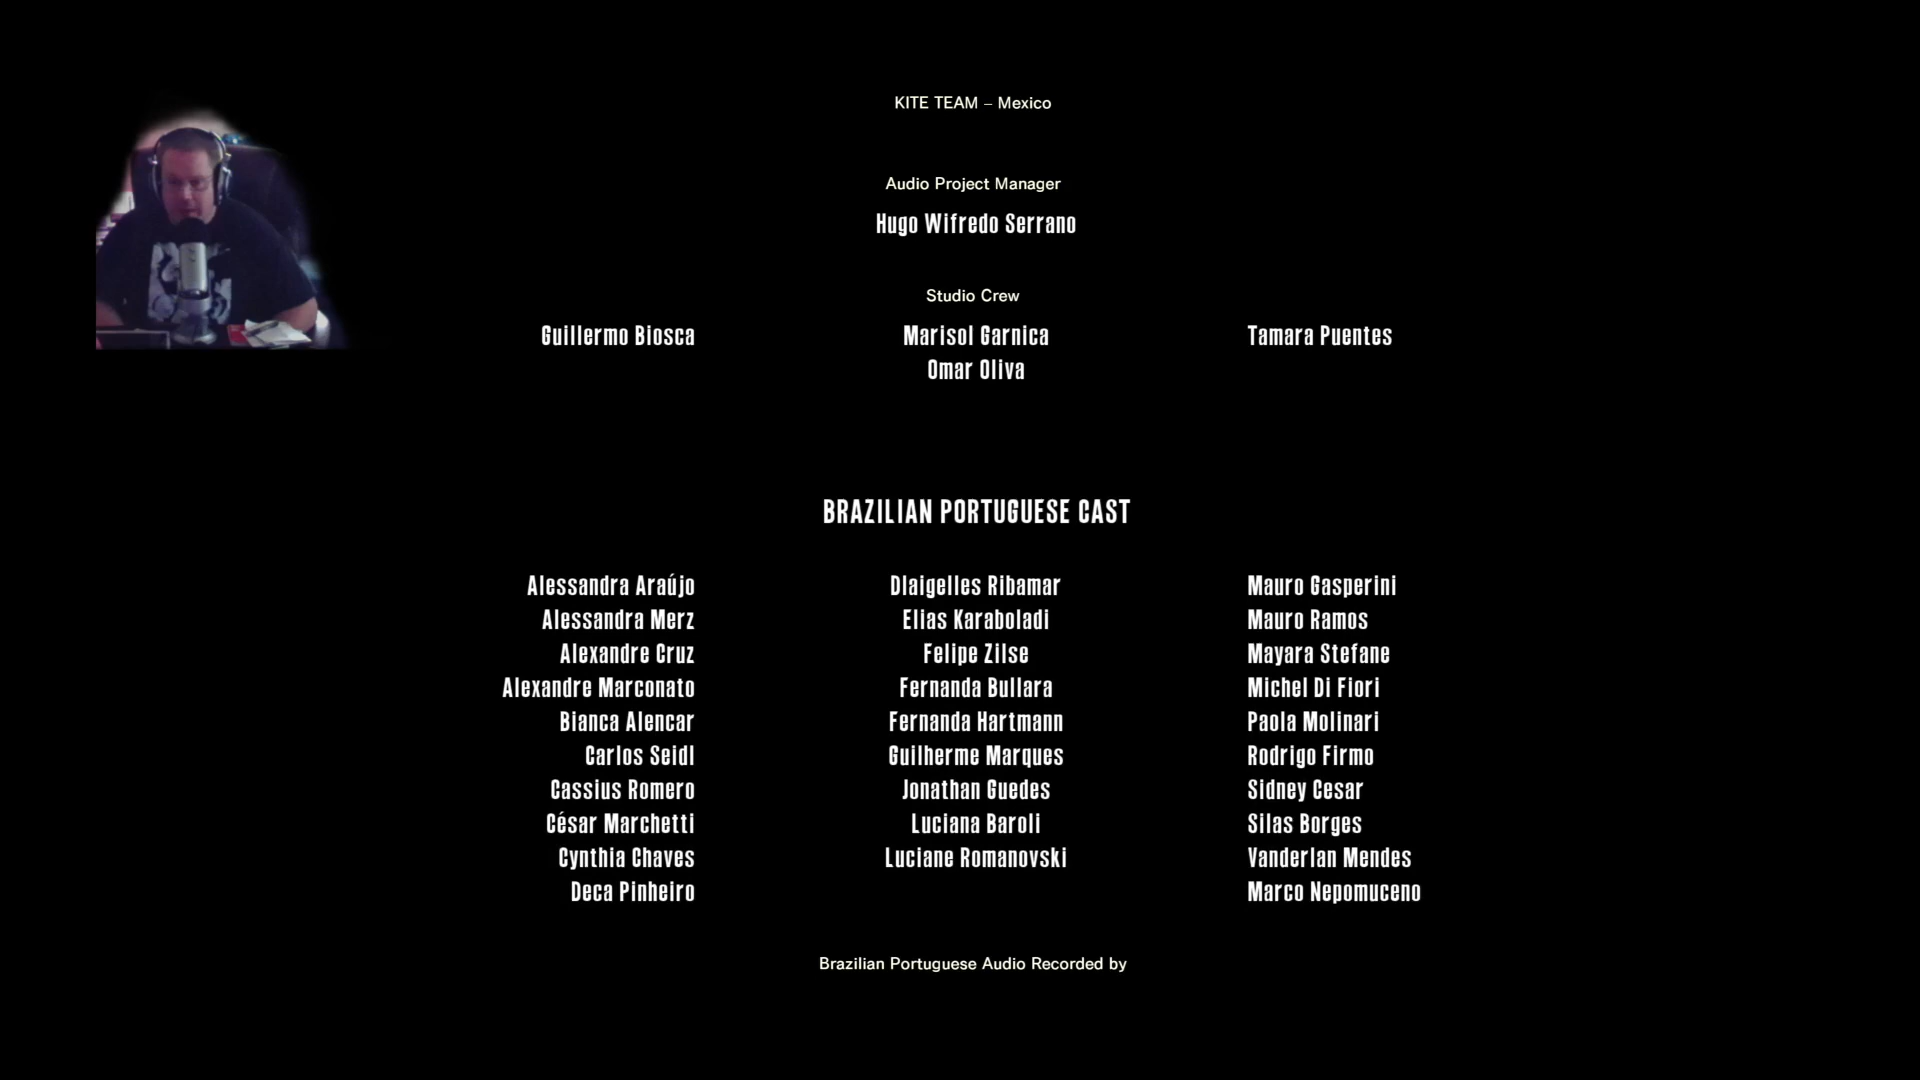 KITE TEAM – Mexico
Audio Project Manager
Hugo Wifredo Serrano
Studio Crew
Guillermo Biosca Marisol Garnica Tamara Puentes
Omar Oliva
BRAZILIAN PORTUGUESE CAST
Alessandra Araújo Dlaigelles Ribamar Mauro Gasperini
Alessandra Merz Elias Karaboladi Mauro Ramos
Alexandre Cruz Felipe Zilse Mayara Stefane
Alexandre Marconato Fernanda Bullara Michel Di Fiori
Bianca Alencar Fernanda Hartmann Paola Molinari
Carlos Seidl Guilherme Marques Rodrigo Firmo
Cassius Romero Jonathan Guedes Sidney Cesar
César Marchetti Luciana Baroli Silas Borges
Cynthia Chaves Luciane Romanovski Vanderlan Mendes
Deca Pinheiro Marco Nepomuceno
Brazilian Portuguese Audio Recorded by